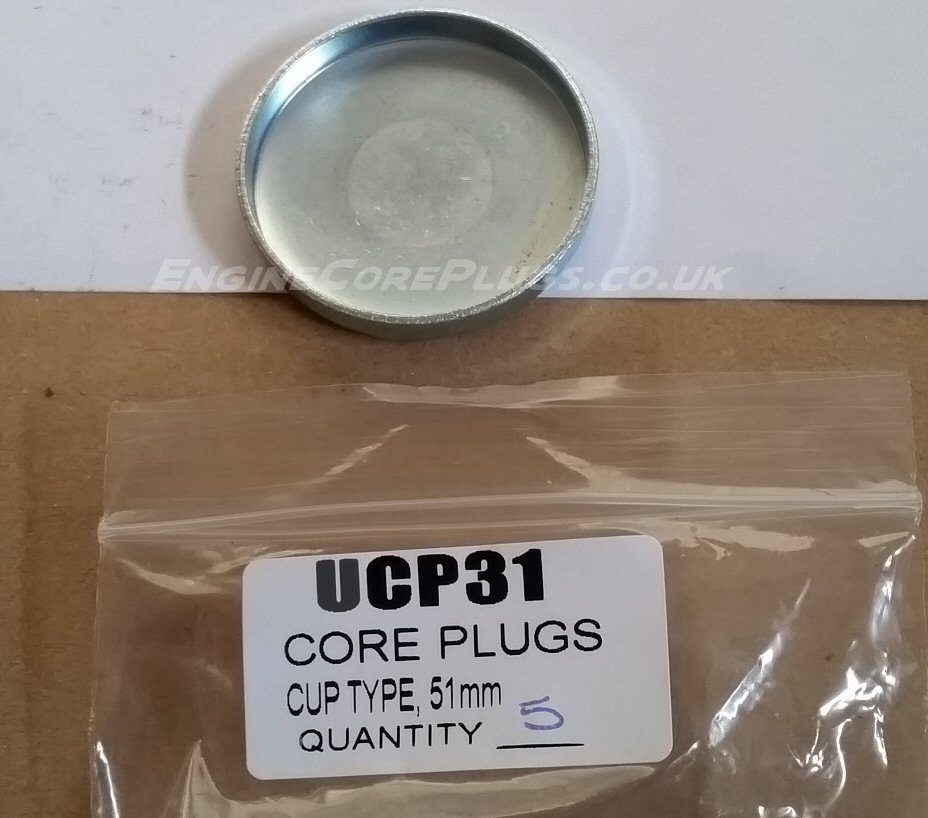 EngineCorePlugs.co.uk
UCP31
CORE PLUGS
CUP TYPE, 51mm
QUANTITY 5